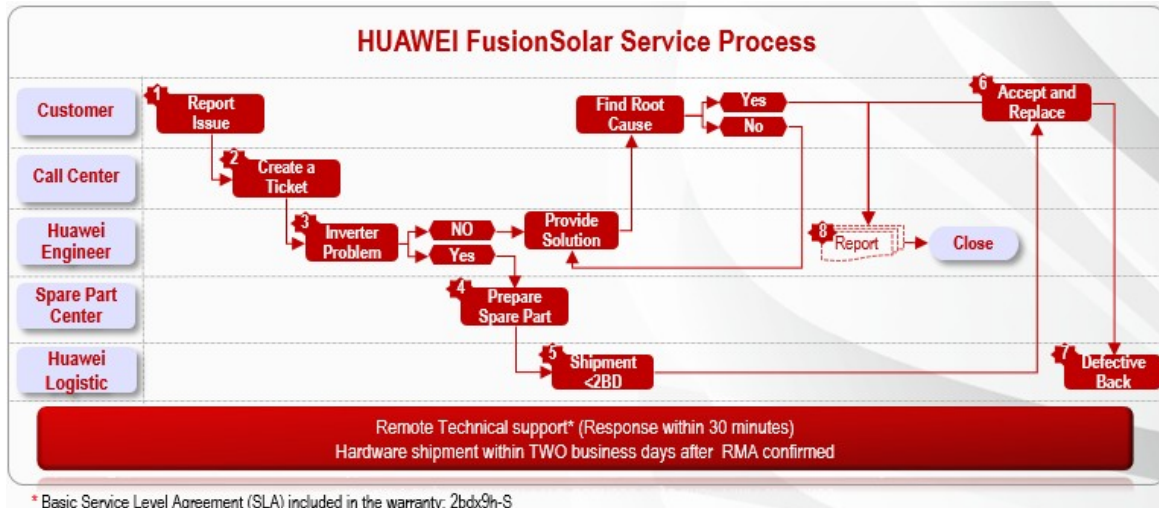 HUAWEI FusionSolar Service Process
Customer
1
Report
Issue
Find Root
Cause
Yes
No
6
Accept and
Replace
Call Center
2
Create a
Ticket
Huawei
Engineer
3
Inverter
Problem
NO
Yes
Provide
Solution
8
Report
Close
Spare Part
Center
4
Prepare
Spare Part
Huawei
Logistic
5
Shipment
<2BD
7
Defective
Back
Remote Technical support* (Response within 30 minutes)
Hardware shipment within TWO business days after RMA confirmed
* Basic Service Level Agreement (SLA) included in the warranty: 2bdx9h-S